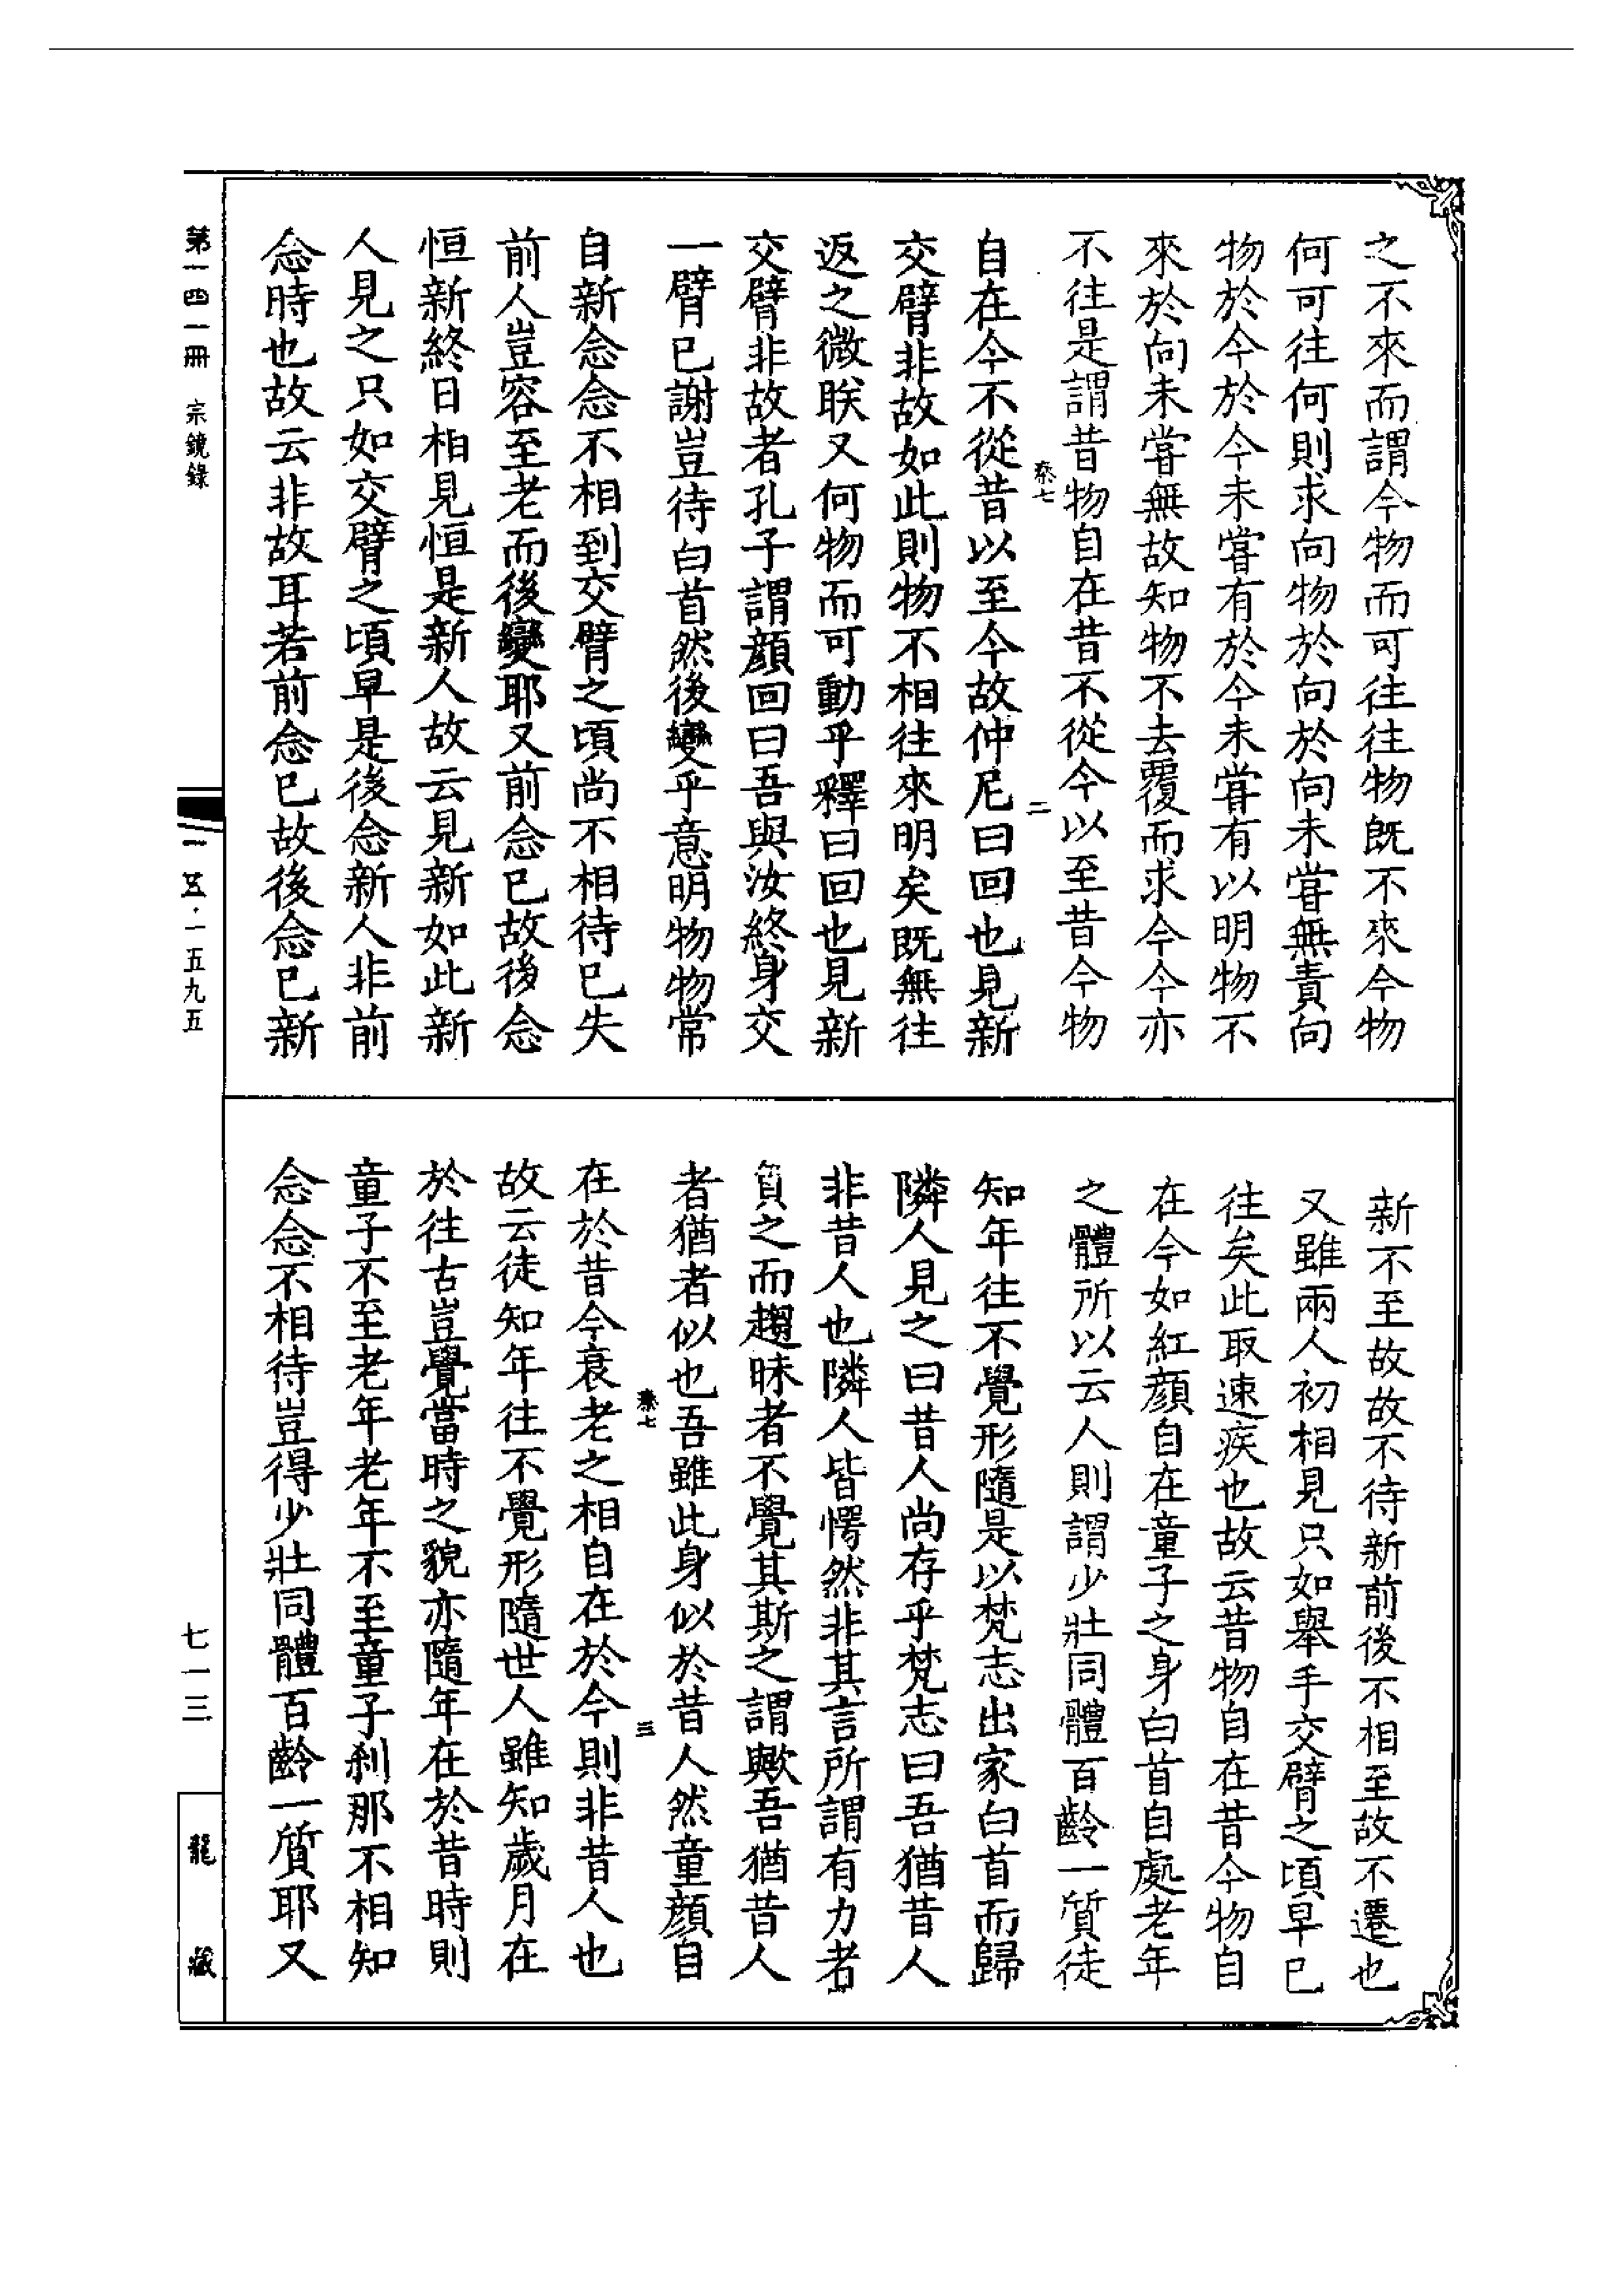 之不來而謂今物而可往往物旣不來今物
何可往何則求向物於向於向未甞無責向
物於今於今未甞有於今未甞有以明物不
來於向未甞無故知物不去覆而求今今亦
不往是謂昔物自在昔不從今以至昔今物
桼七
二
自在今不從昔以至今故仲尼曰回也見新
交臂非故如此則物不相往來明矣既無往
返之微眹又何物而可動乎釋曰回也見新
交臂非故者孔子謂顏回曰吾與汝終身交
一臂已謝豈待白首然後變乎意明物物常
自新念念不相到交臂之頃尚不相待已失
前人豈容至老而後變耶又前念已故後念
恒新終日相見恒是新人故云見新如此新
人見之只如交臂之頃早是後念新人非前
念時也故云非故耳若前念已故後念已新
新不至故故不待新前後不相至故不遷也
又雖兩人初相見只如舉手交臂之頃早已
往矣此取速疾也故云昔物自在昔今物自
在今如紅顏自在童子之身白首自處老年
之體所以云人則謂少壯同體百齡一質徒
知年往不覺形隨是以梵志出家白首而歸
隣人見之曰昔人尚存乎梵志曰吾猶昔人
非昔人也隣人皆愕然非其言所謂有力者
負之而趨昧者不覺其斯之謂歟吾猶昔人
者猶者似也吾雖此身似於昔人然童顏自
桼七
三
在於昔今衰老之相自在於今則非昔人也
故云徒知年往不覺形隨世人雖知歲月在
於往古豈覺當時之貌亦隨年在於昔時則
童子不至老年老年不至童子刹那不相知
念念不相待豈得少壯同體百齡一質耶又
第一四一冊 宗鏡錄
一五·一五九五
七一三
龍藏